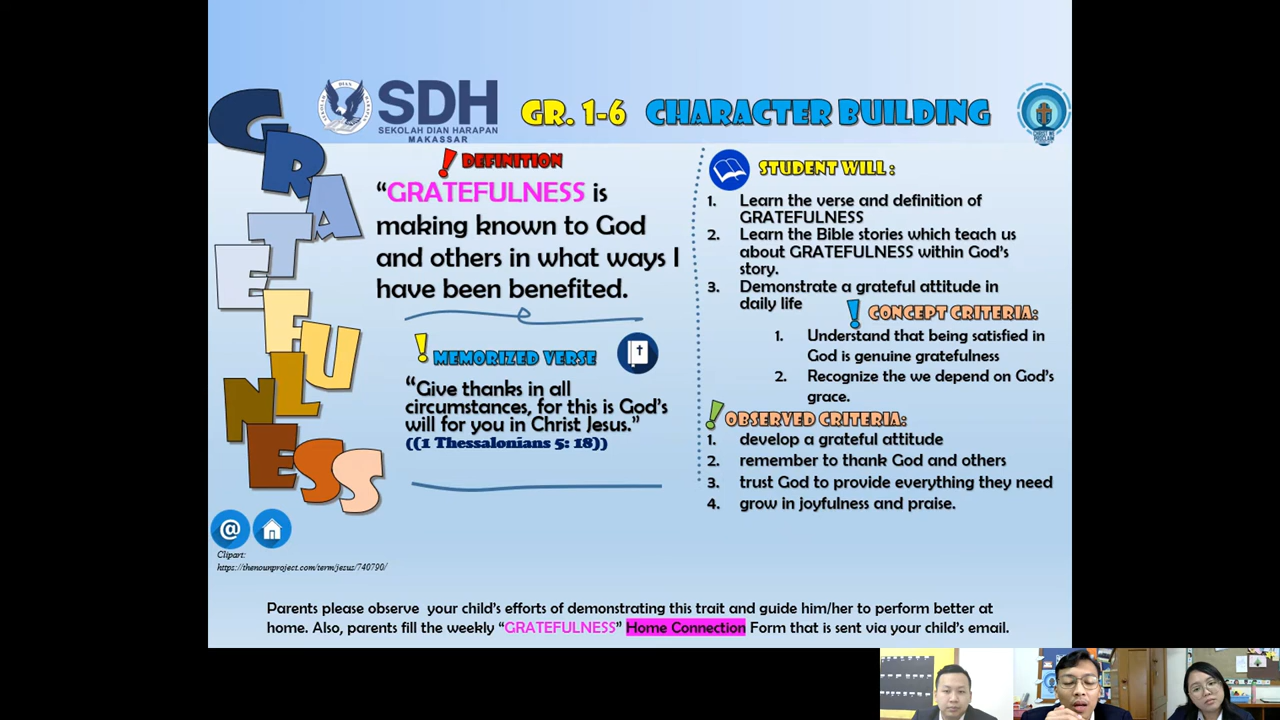 GRATEFULNESS
SDH
SEKOLAH DIAN HARAPAN
MAKASSAR
GR. 1-6 CHARACTER BUILDING
DEFINITION
“GRATEFULNESS is
making known to God
and others in what ways I
have been benefited.
MEMORIZED VERSE
“Give thanks in all
circumstances, for this is God’s
will for you in Christ Jesus.”
((1 Thessalonians 5: 18))
STUDENT WILL :
1. Learn the verse and definition of
GRATEFULNESS
2. Learn the Bible stories which teach us
about GRATEFULNESS within God’s
story.
3. Demonstrate a grateful attitude in
daily life
CONCEPT CRITERIA:
1. Understand that being satisfied in
God is genuine gratefulness
2. Recognize the we depend on God’s
grace.
OBSERVED CRITERIA:
1. develop a grateful attitude
2. remember to thank God and others
3. trust God to provide everything they need
4. grow in joyfulness and praise.
@
Clipart:
https://thenounproject.com/term/jesus/740790/
Parents please observe your child’s efforts of demonstrating this trait and guide him/her to perform better at
home. Also, parents fill the weekly “GRATEFULNESS” Home Connection Form that is sent via your child’s email.